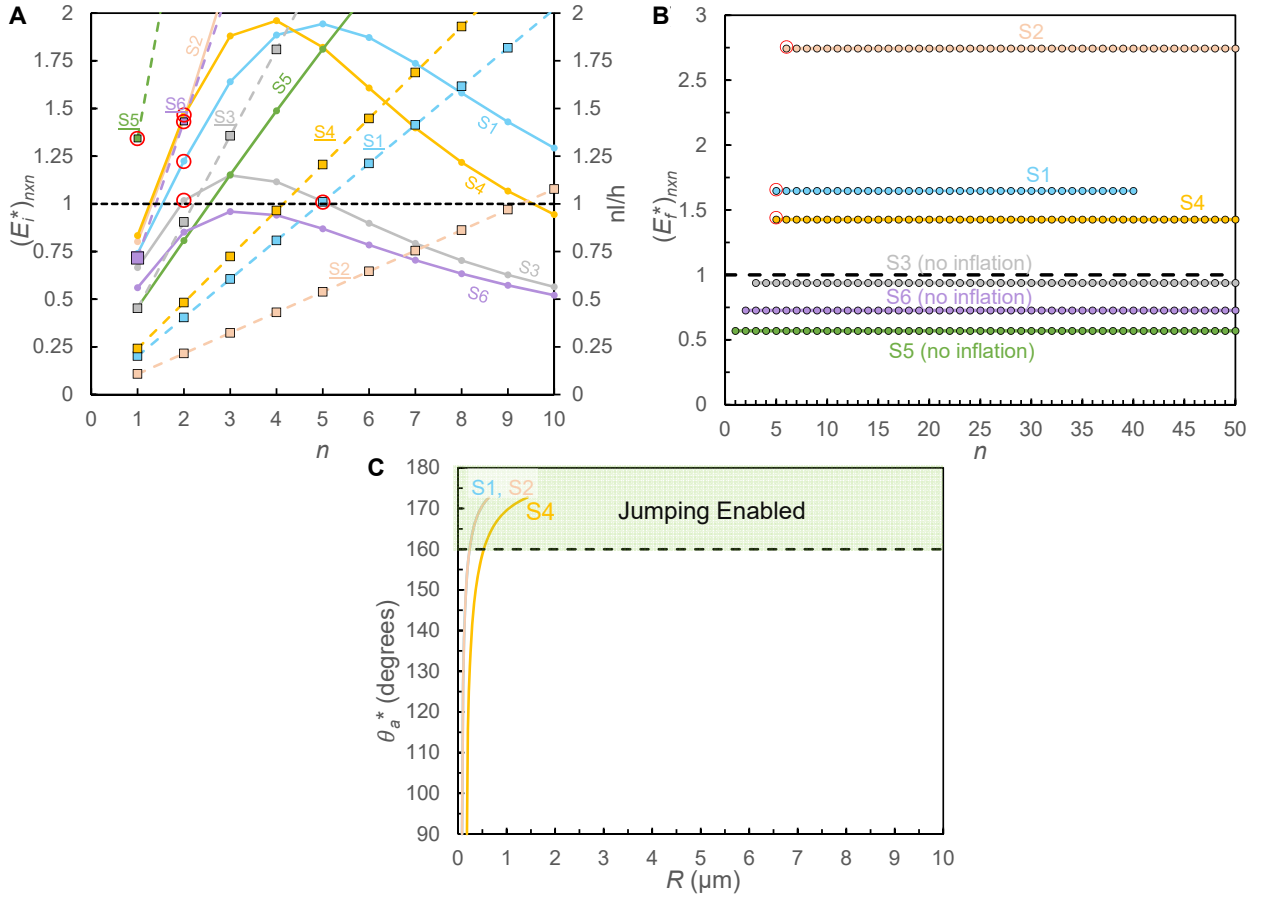 A
2
1.75
1.5
1.25
1
0.75
0.5
0.25
0
(Ei*)nxn
0 1 2 3 4 5 6 7 8 9 10
n
2
1.75
1.5
1.25
1
0.75
0.5
0.25
0
nl/h
S5
S6
S2
S3
S5
S4
S1
S1
S4
S2
S3
S6
B
3
2.5
2
1.5
1
0.5
0
(Ef*)nxn
0 5 10 15 20 25 30 35 40 45 50
n
S2
S1
S4
S3 (no inflation)
S6 (no inflation)
S5 (no inflation)
C
180
170
160
150
140
130
120
110
100
90
θa* (degrees)
S1, S2
S4
Jumping Enabled
0 1 2 3 4 5 6 7 8 9 10
R (μm)